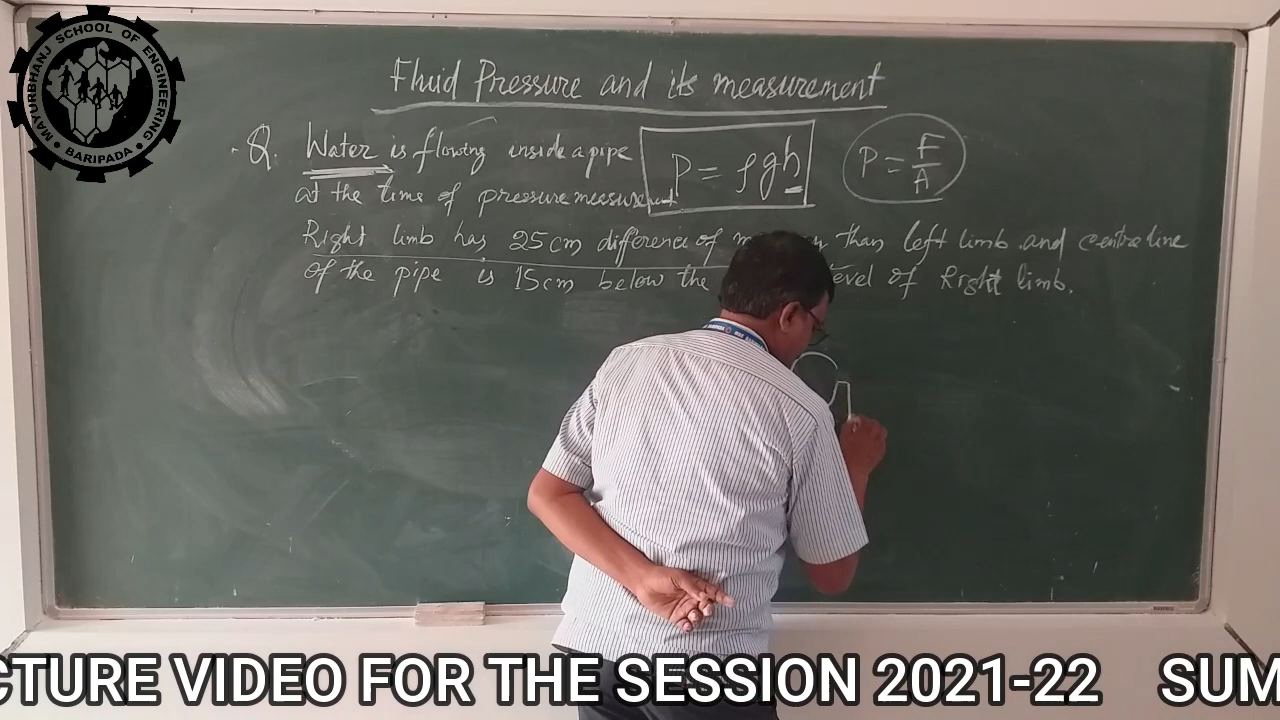 MAYURBHANJ SCHOOL OF ENGINEERING
• BARIPADA •
Fluid Pressure and its measurement
Q. Water is flowing inside a pipe
at the time of pressure measurement
P = ρgh
P = F/A
Right limb has 25cm difference of than left limb and centre line
of the pipe is 15cm below the of Right limb.
CTURE VIDEO FOR THE SESSION 2021-22 SUM